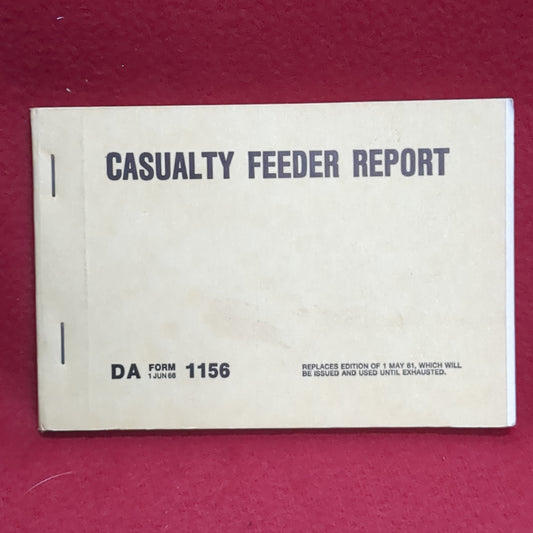 CASUALTY FEEDER REPORT
DA FORM 1 JUN 66 1156
REPLACES EDITION OF 1 MAY 61, WHICH WILL
BE ISSUED AND USED UNTIL EXHAUSTED.